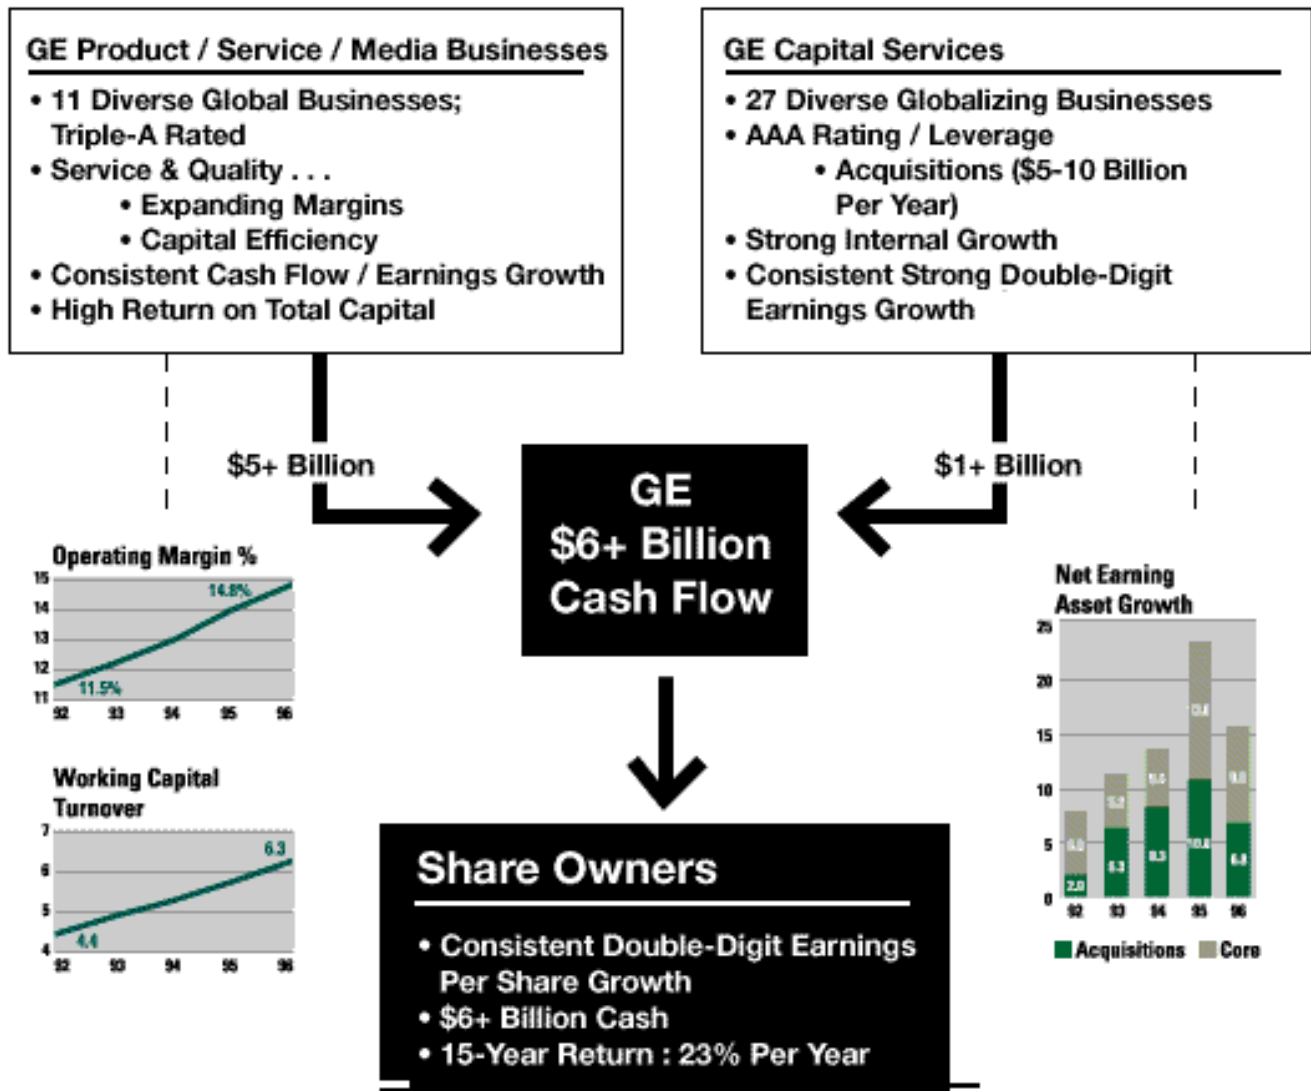 GE Product / Service / Media Businesses
• 11 Diverse Global Businesses;
Triple-A Rated
• Service & Quality . . .
• Expanding Margins
• Capital Efficiency
• Consistent Cash Flow / Earnings Growth
• High Return on Total Capital
GE Capital Services
• 27 Diverse Globalizing Businesses
• AAA Rating / Leverage
• Acquisitions ($5-10 Billion
Per Year)
• Strong Internal Growth
• Consistent Strong Double-Digit
Earnings Growth
$5+ Billion
$1+ Billion
GE
$6+ Billion
Cash Flow
Operating Margin %
15
14
13
12
11
14.8%
11.5%
92 93 94 95 96
Working Capital
Turnover
7
6
5
4
6.3
4.4
92 93 94 95 96
Net Earning
Asset Growth
25
20
15
10
5
0
2.0
92 93 94 95 96
Acquisitions Core
Share Owners
• Consistent Double-Digit Earnings
Per Share Growth
• $6+ Billion Cash
• 15-Year Return : 23% Per Year